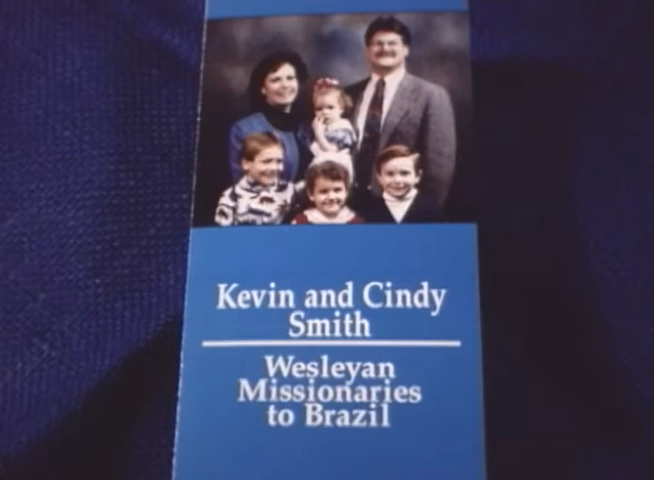 Kevin and Cindy
Smith
Wesleyan
Missionaries
to Brazil